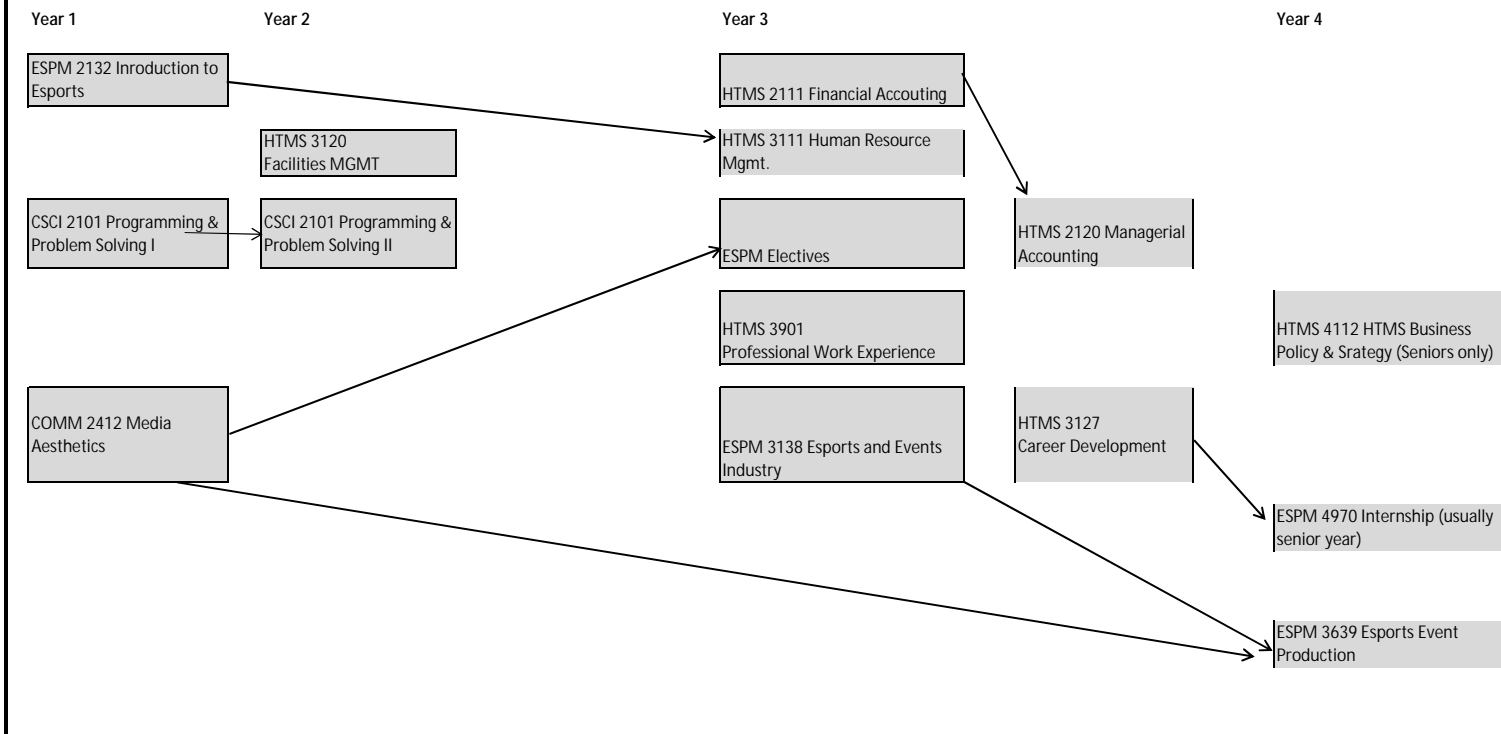 Year 1
Year 2
Year 3
Year 4
ESPM 2132 Inroduction to
Esports
HTMS 2111 Financial Accouting
HTMS 3120
Facilities MGMT
HTMS 3111 Human Resource
Mgmt.
CSCI 2101 Programming &
Problem Solving I
CSCI 2101 Programming &
Problem Solving II
ESPM Electives
HTMS 2120 Managerial
Accounting
HTMS 3901
Professional Work Experience
HTMS 4112 HTMS Business
Policy & Srategy (Seniors only)
COMM 2412 Media
Aesthetics
ESPM 3138 Esports and Events
Industry
HTMS 3127
Career Development
ESPM 4970 Internship (usually
senior year)
ESPM 3639 Esports Event
Production